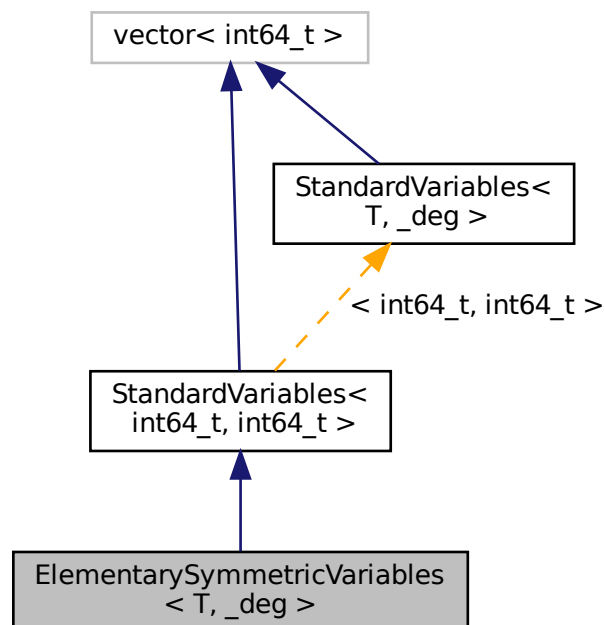 vector< int64_t >
StandardVariables<
T, _deg >
< int64_t, int64_t >
StandardVariables<
int64_t, int64_t >
ElementarySymmetricVariables
< T, _deg >